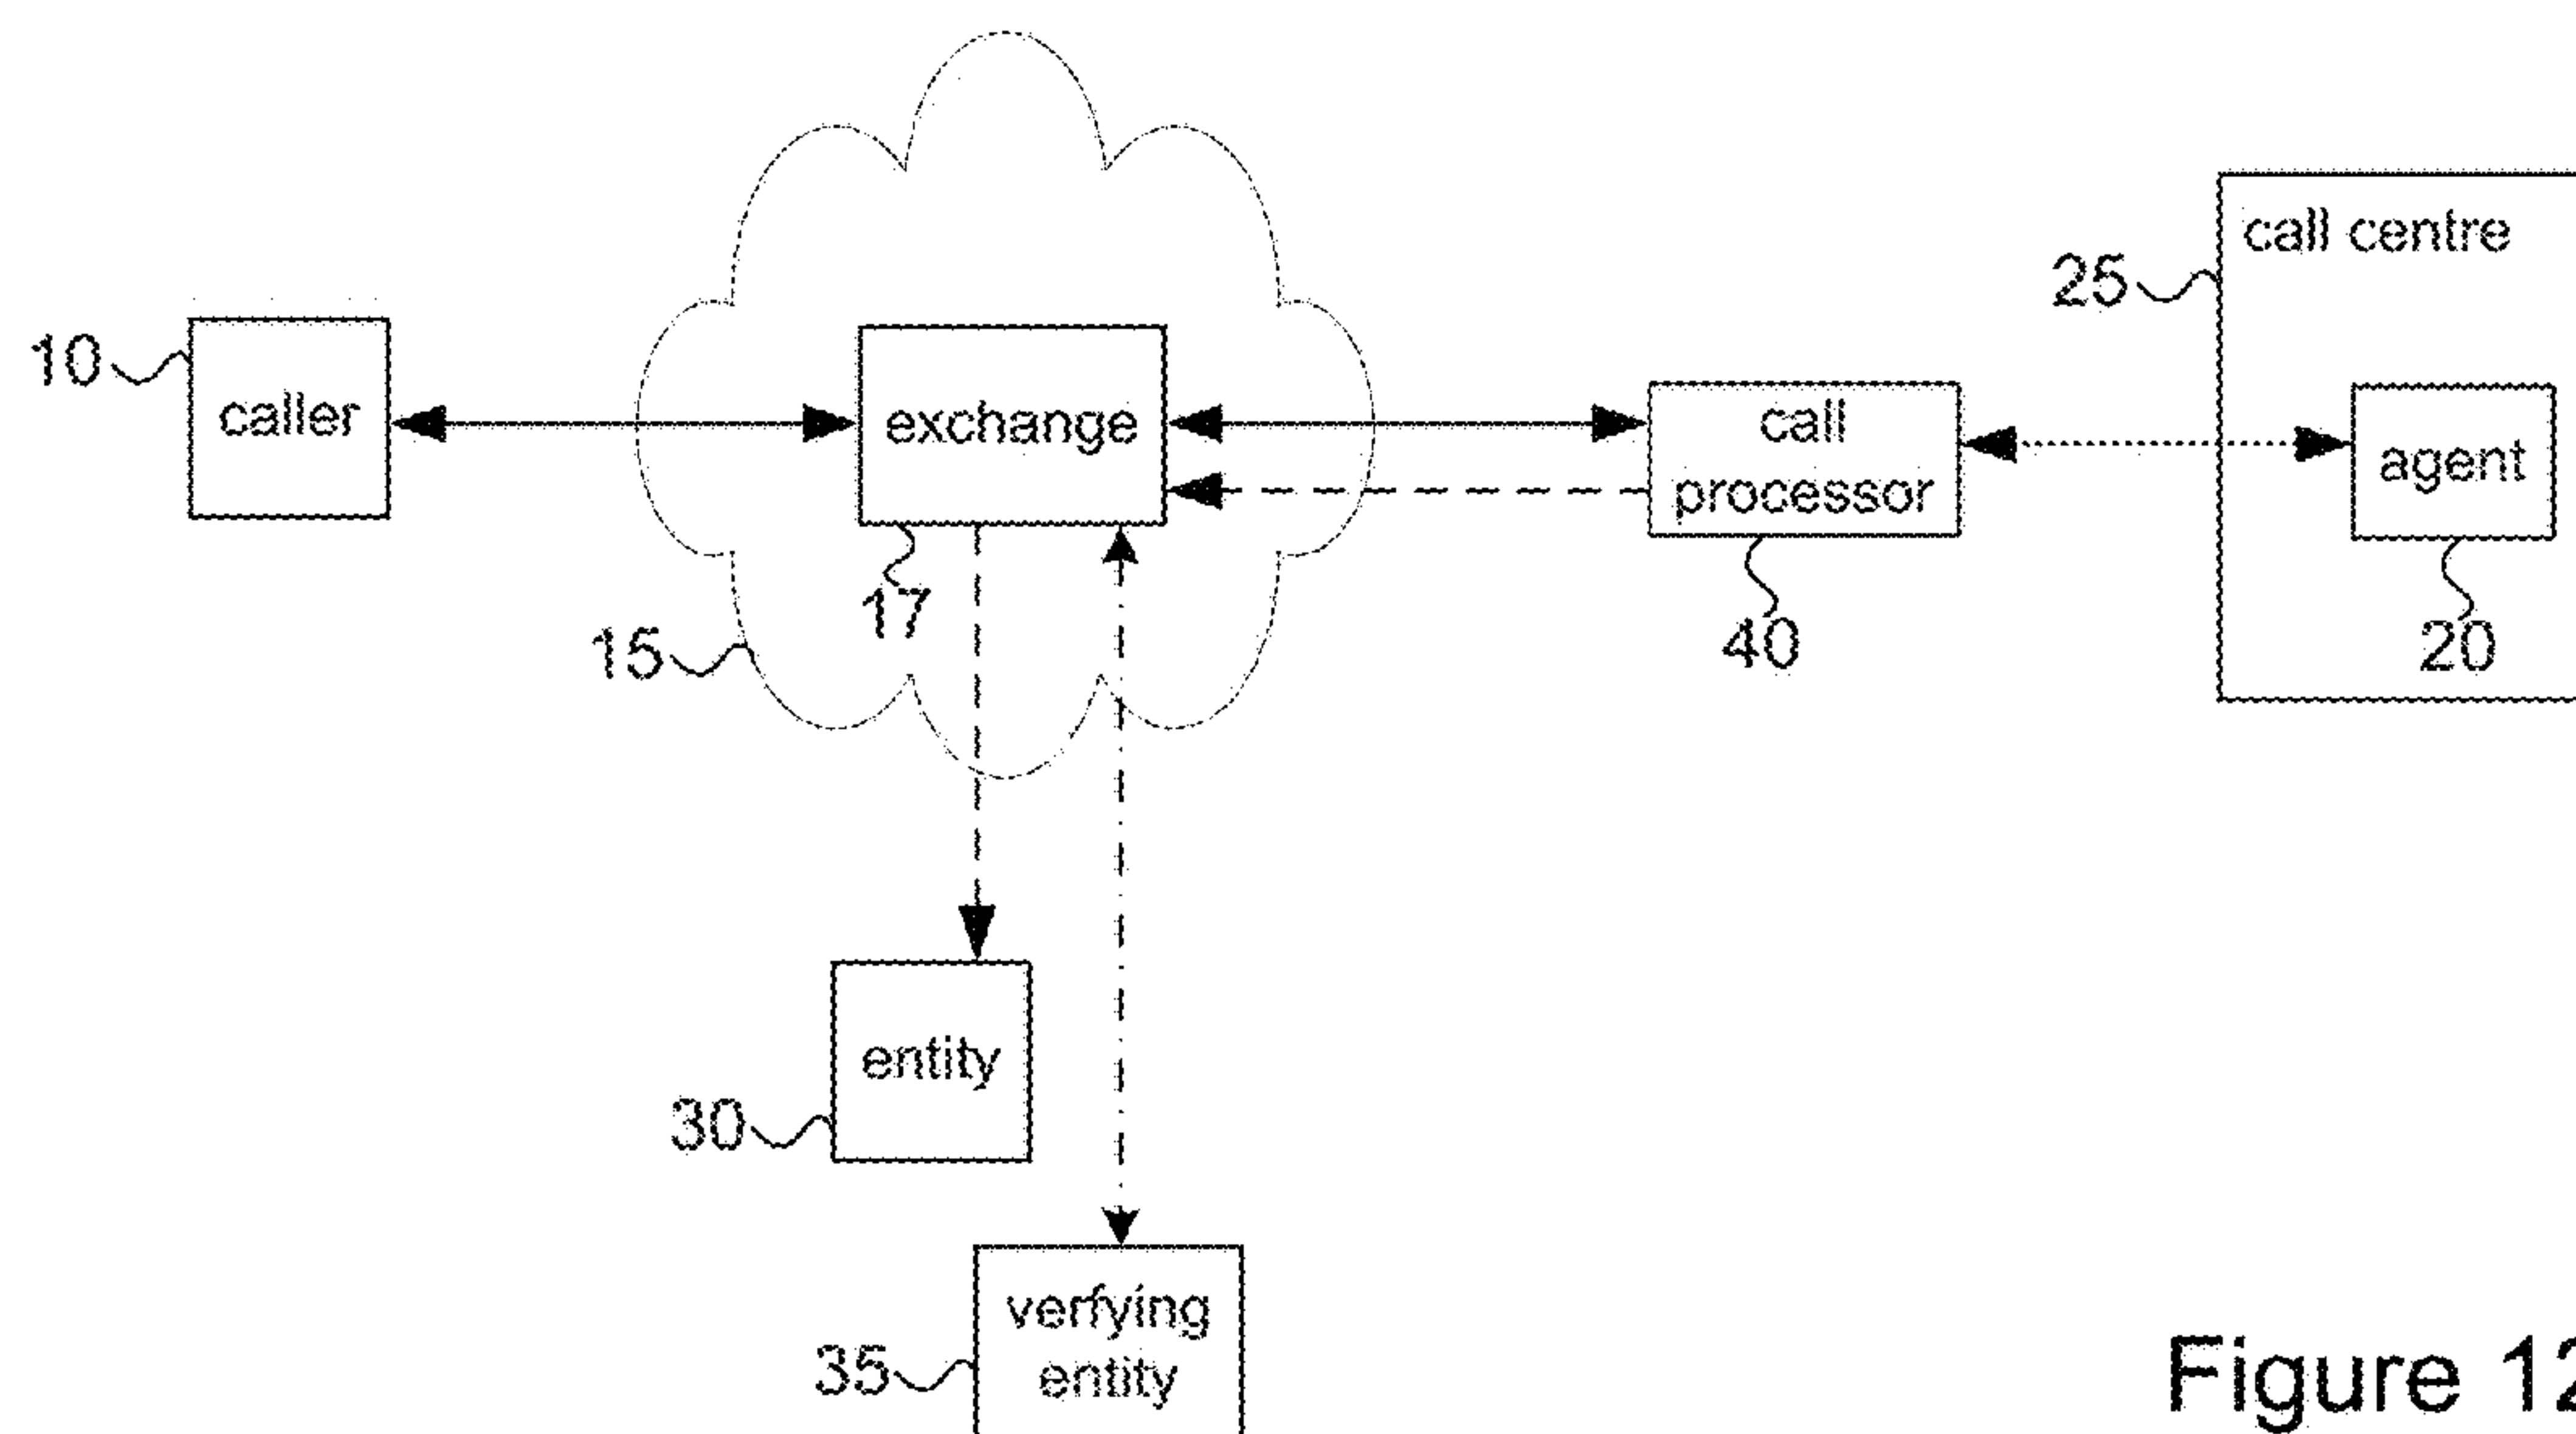 call centre
25
10
caller
exchange
call
processor
agent
17
15
40
20
entity
30
verfying
entity
35
Figure 12